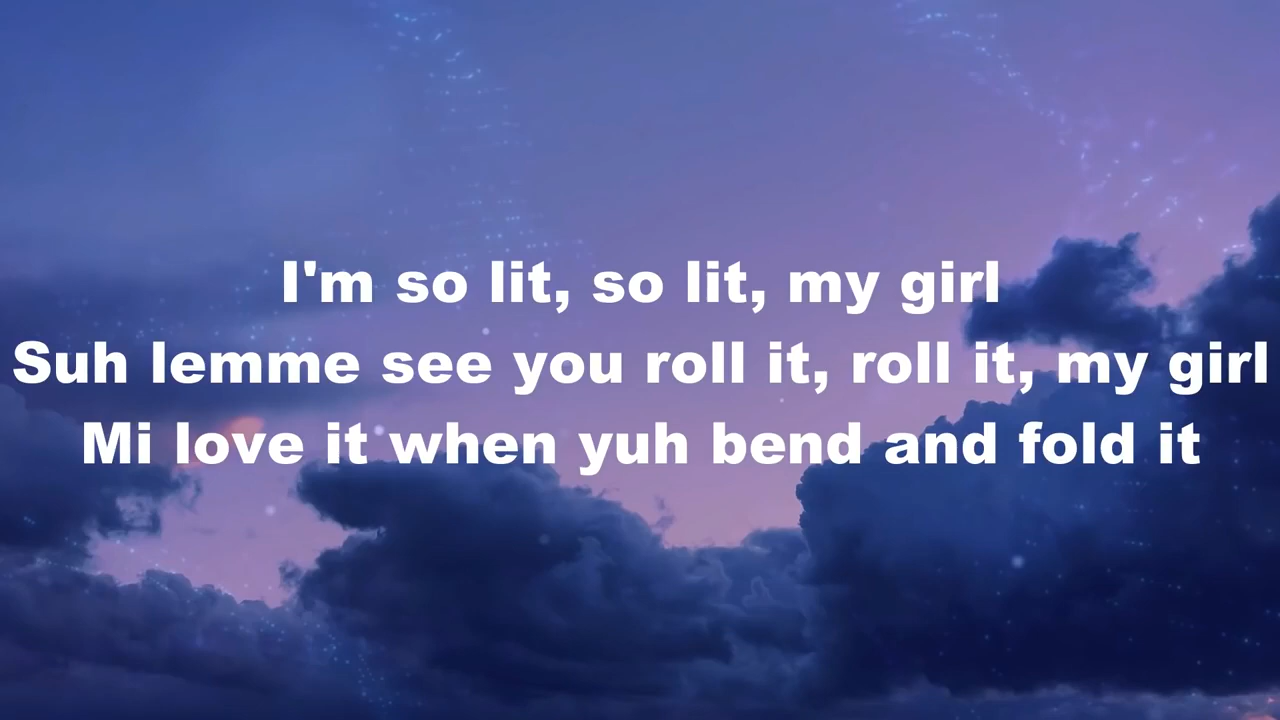 I'm so lit, so lit, my girl
Suh lemme see you roll it, roll it, my girl
Mi love it when yuh bend and fold it